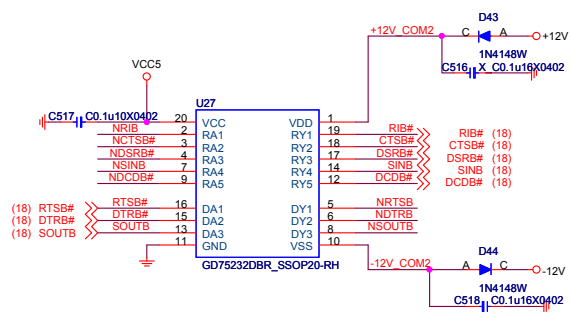 D43
+12V_COM2
C
A
+12V
1N4148W
VCC5
C516
X_C0.1u16X0402
U27
C517
C0.1u10X0402
20
VCC
VDD
1
NRIB
2
RA1
RY1
19
RIB#
RIB# (18)
NCTSB#
3
RA2
RY2
18
CTSB#
CTSB# (18)
NDSRB#
4
RA3
RY3
17
DSRB#
DSRB# (18)
NSINB
7
RA4
RY4
14
SINB
SINB (18)
NDCDB#
9
RA5
RY5
12
DCDB#
DCDB# (18)
(18) RTSB#
RTSB#
16
DA1
DY1
5
NRTSB
(18) DTRB#
DTRB#
15
DA2
DY2
6
NDTRB
(18) SOUTB
SOUTB
13
DA3
DY3
8
NSOUTB
11
GND
VSS
10
D44
GD75232DBR_SSOP20-RH
-12V_COM2
A
C
-12V
1N4148W
C518
C0.1u16X0402